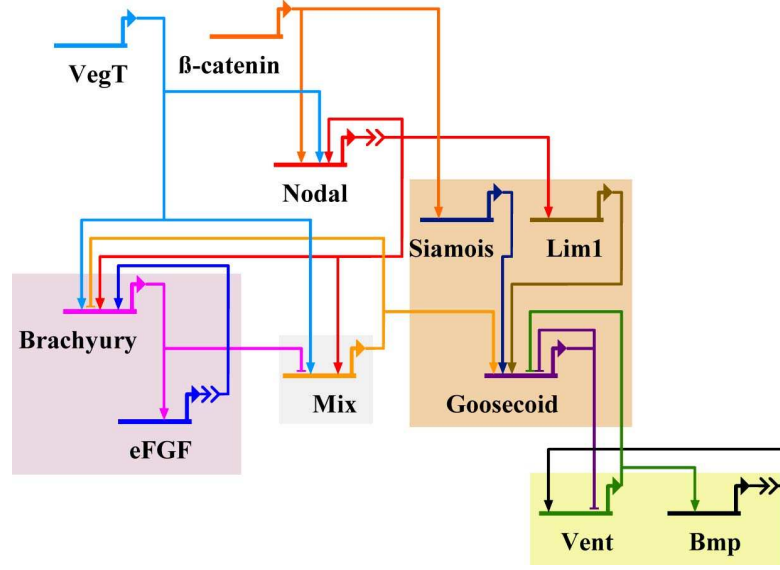 VegT
ß-catenin
Nodal
Siamois
Lim1
Brachyury
Mix
Goosecoid
eFGF
Vent
Bmp